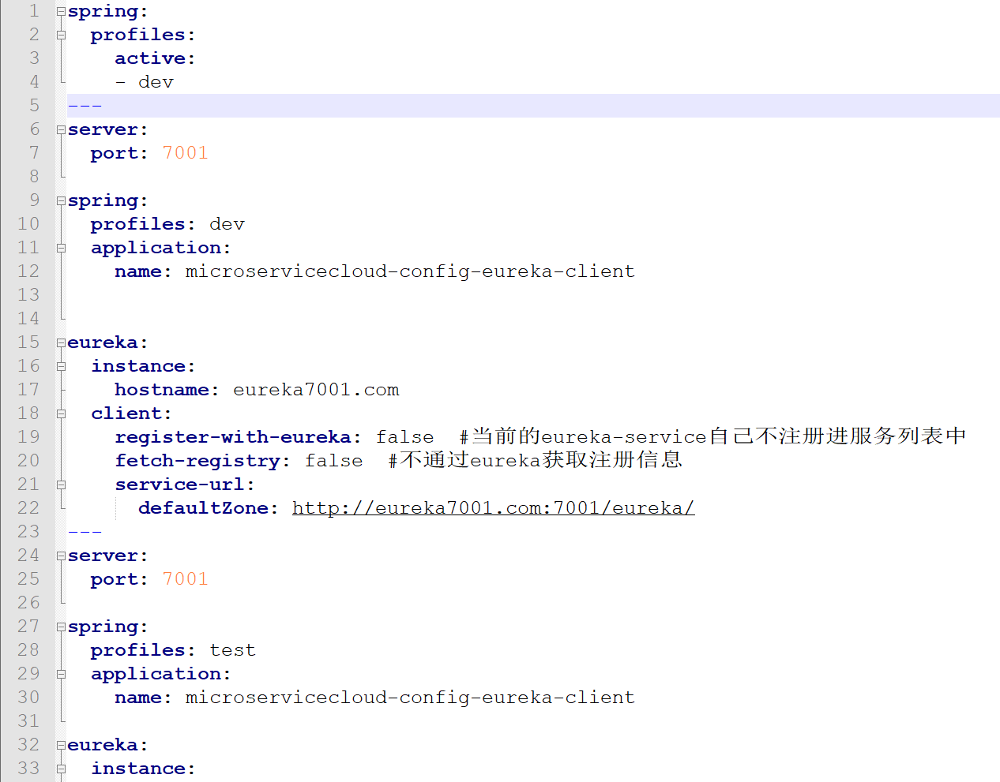 1 spring:
2   profiles:
3     active:
4     - dev
5 ---
6 server:
7   port: 7001
8
9 spring:
10   profiles: dev
11   application:
12     name: microservicecloud-config-eureka-client
13
14
15 eureka:
16   instance:
17     hostname: eureka7001.com
18   client:
19     register-with-eureka: false  #当前的eureka-service自己不注册进服务列表中
20     fetch-registry: false  #不通过eureka获取注册信息
21     service-url:
22       defaultZone: http://eureka7001.com:7001/eureka/
23 ---
24 server:
25   port: 7001
26
27 spring:
28   profiles: test
29   application:
30     name: microservicecloud-config-eureka-client
31
32 eureka:
33   instance: